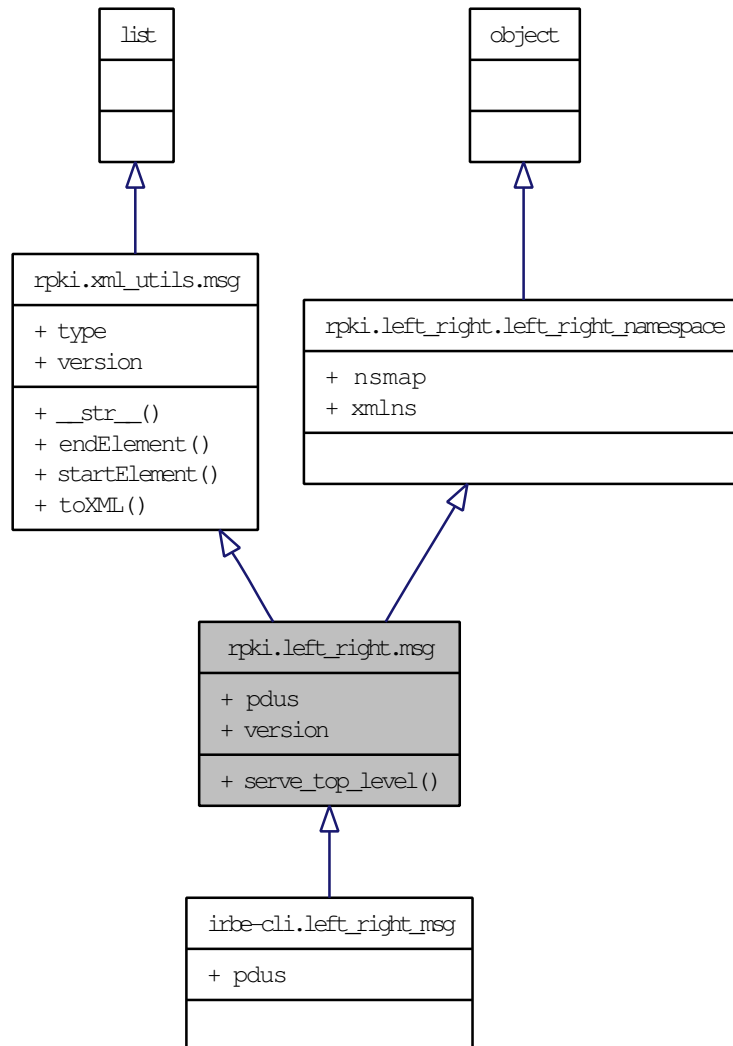 list
object
rpki.xml_utils.msg
+ type
+ version
+ __str__()
+ endElement()
+ startElement()
+ toXML()
rpki.left_right.left_right_namespace
+ nsmap
+ xmlns
rpki.left_right.msg
+ pdus
+ version
+ serve_top_level()
irbe-cli.left_right_msg
+ pdus